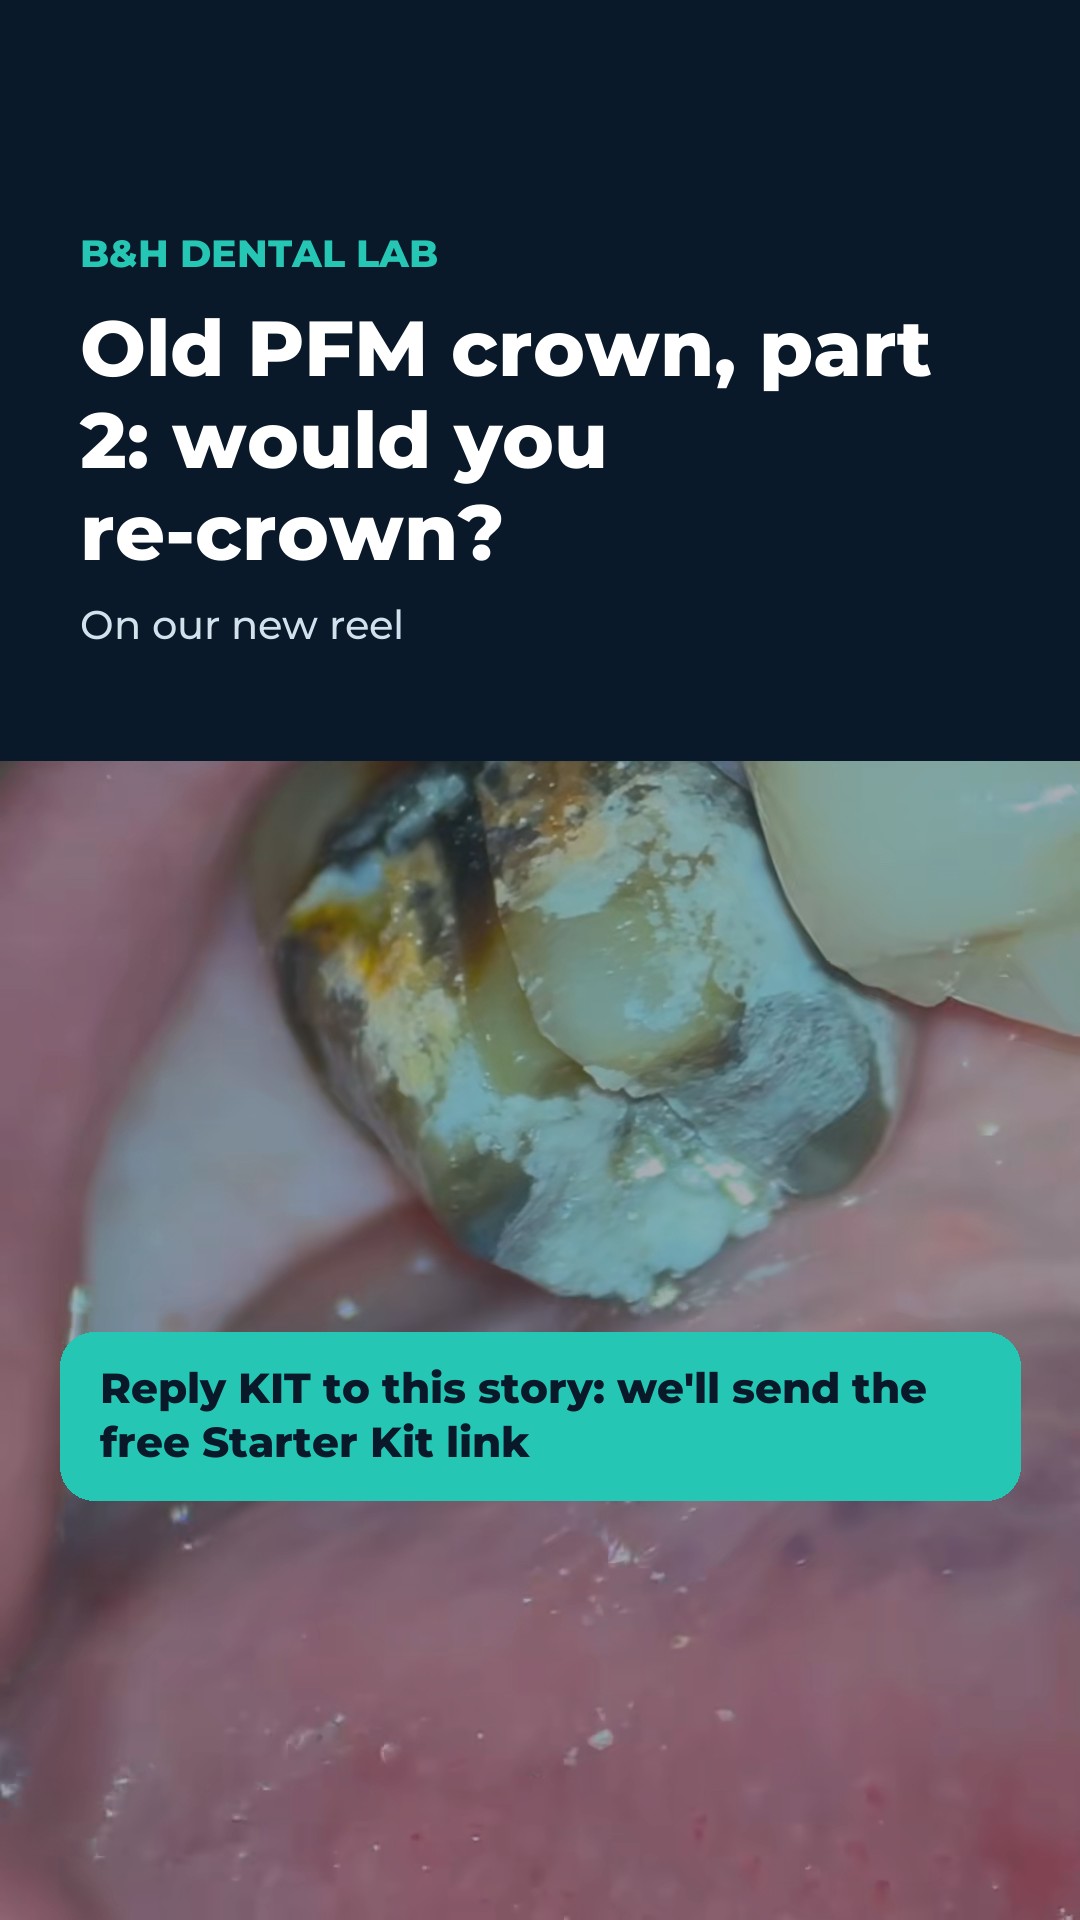 B&H DENTAL LAB
Old PFM crown, part
2: would you
re-crown?
On our new reel
Reply KIT to this story: we'll send the
free Starter Kit link